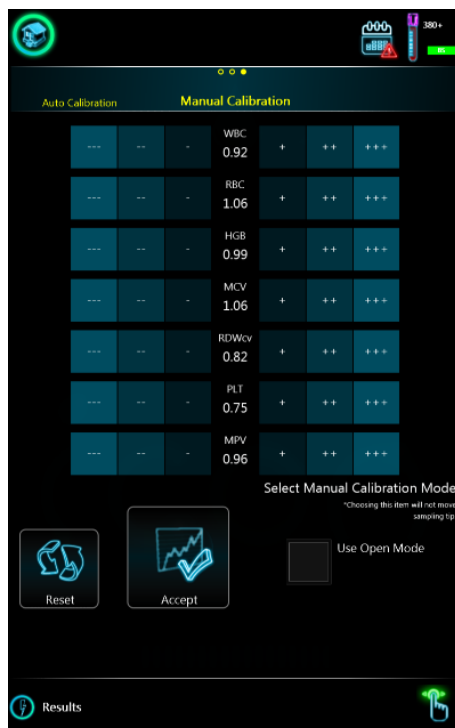 380+
Auto Calibration Manual Calibration
WBC
--- -- - 0.92 + ++ +++
RBC
--- -- - 1.06 + ++ +++
HGB
--- -- - 0.99 + ++ +++
MCV
--- -- - 1.06 + ++ +++
RDWcv
--- -- - 0.82 + ++ +++
PLT
--- -- - 0.75 + ++ +++
MPV
--- -- - 0.96 + ++ +++
Select Manual Calibration Mode
*Choosing this item will not move
sampling tip
Use Open Mode
Reset Accept
Results